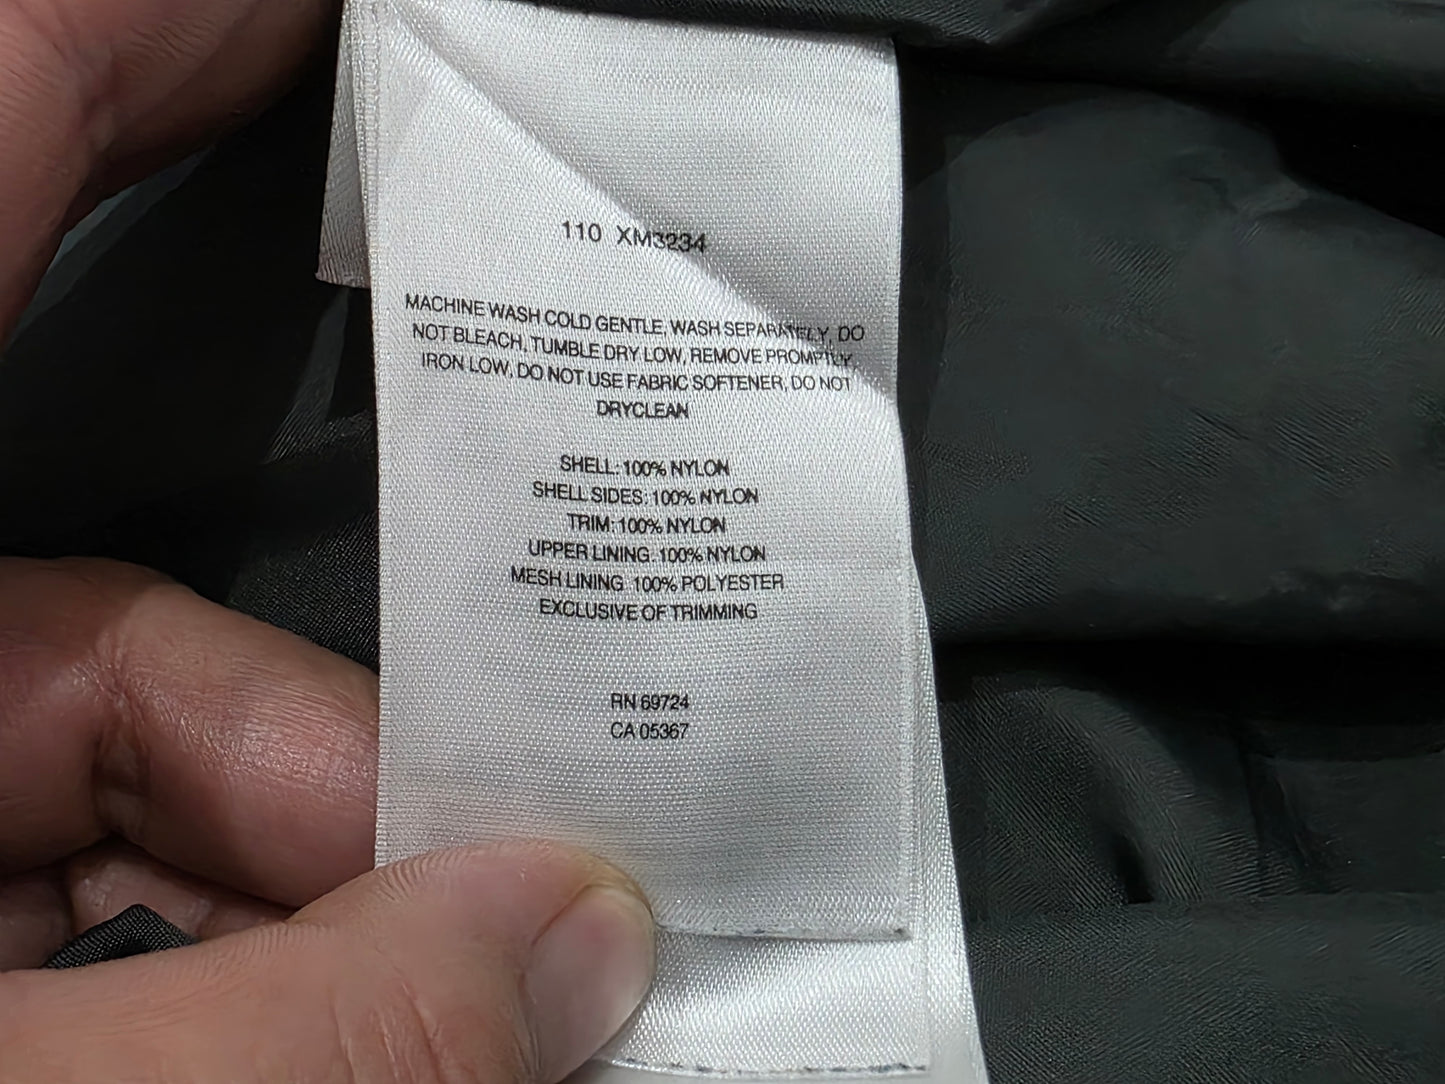 110 XM3234
MACHINE WASH COLD GENTLE, WASH SEPARATELY, DO
NOT BLEACH, TUMBLE DRY LOW, REMOVE PROMPTLY,
IRON LOW, DO NOT USE FABRIC SOFTENER, DO NOT
DRYCLEAN
SHELL: 100% NYLON
SHELL SIDES: 100% NYLON
TRIM: 100% NYLON
UPPER LINING: 100% NYLON
MESH LINING: 100% POLYESTER
EXCLUSIVE OF TRIMMING
RN 69724
CA 05367